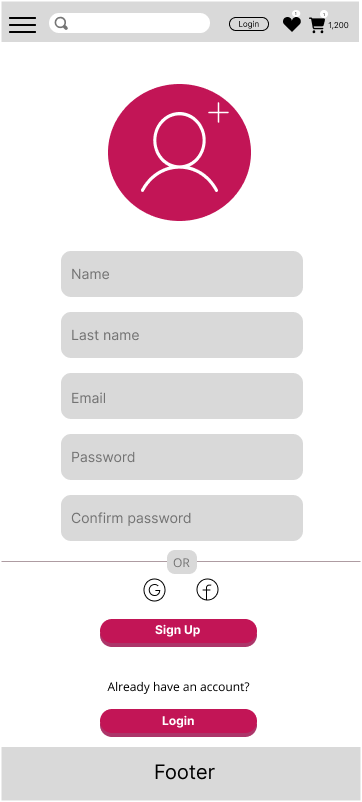 Login
1
1
1,200
Name
Last name
Email
Password
Confirm password
OR
G f
Sign Up
Already have an account?
Login
Footer